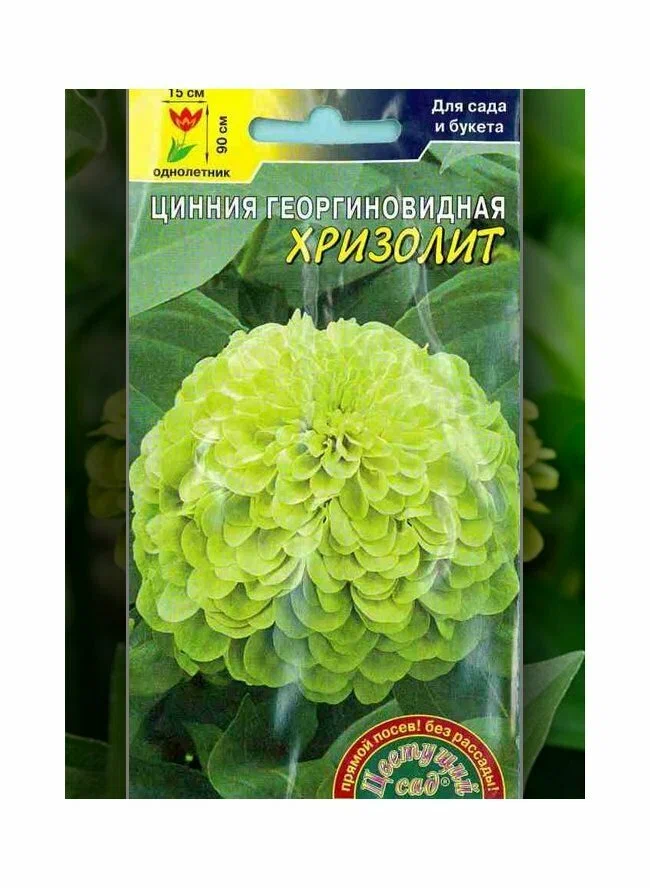 15 см
90 см
однолетник
Для сада
и букета
ЦИННИЯ ГЕОРГИНОВИДНАЯ
ХРИЗОЛИТ
прямой посев! без рассады!
Цветущий
сад®